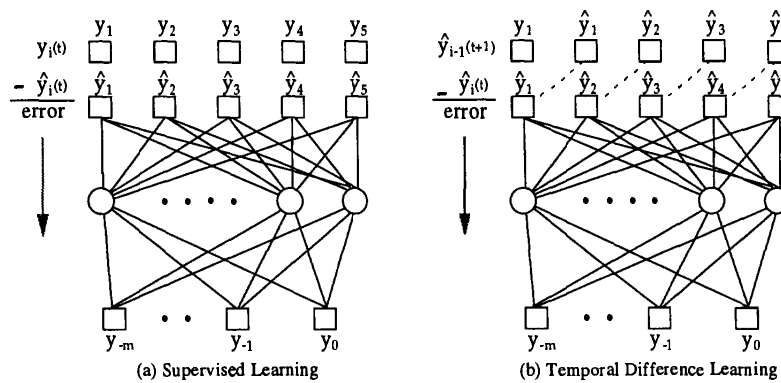 y₁ y₂ y₃ y₄ y₅
yᵢ(t)
- ŷᵢ(t)
error
ŷ₁ ŷ₂ ŷ₃ ŷ₄ ŷ₅
y₋ₘ y₋₁ y₀
(a) Supervised Learning
y₁ ŷ₁ ŷ₂ ŷ₃ ŷ
ŷᵢ₋₁(t+1)
- ŷᵢ(t)
error
ŷ₁ ŷ₂ ŷ₃ ŷ₄ ŷ
y₋ₘ y₋₁ y₀
(b) Temporal Difference Learning